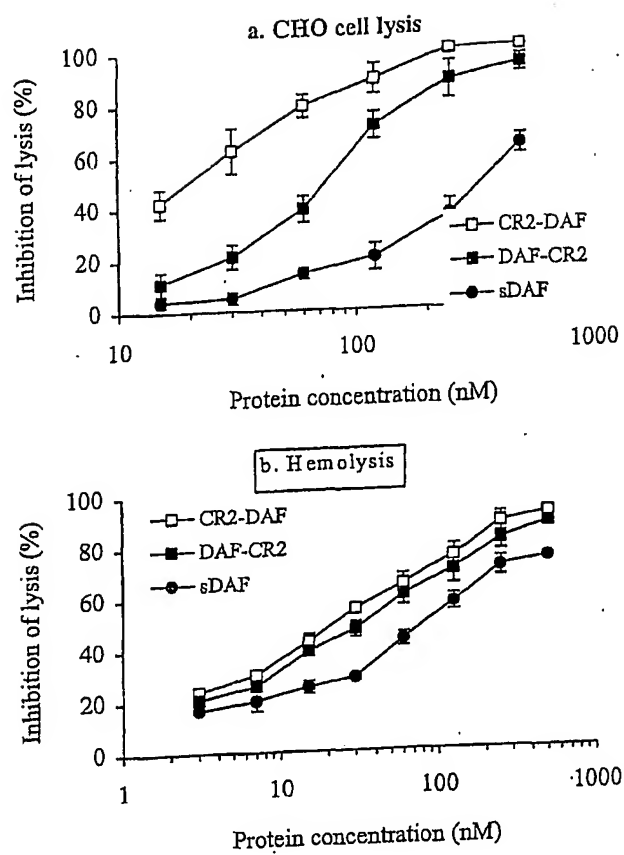 a. CHO cell lysis
Inhibition of lysis (%)
100
80
60
40
20
0
CR2-DAF
DAF-CR2
sDAF
10
100
1000
Protein concentration (nM)
b. Hemolysis
Inhibition of lysis (%)
100
80
60
40
20
0
CR2-DAF
DAF-CR2
sDAF
1
10
100
1000
Protein concentration (nM)